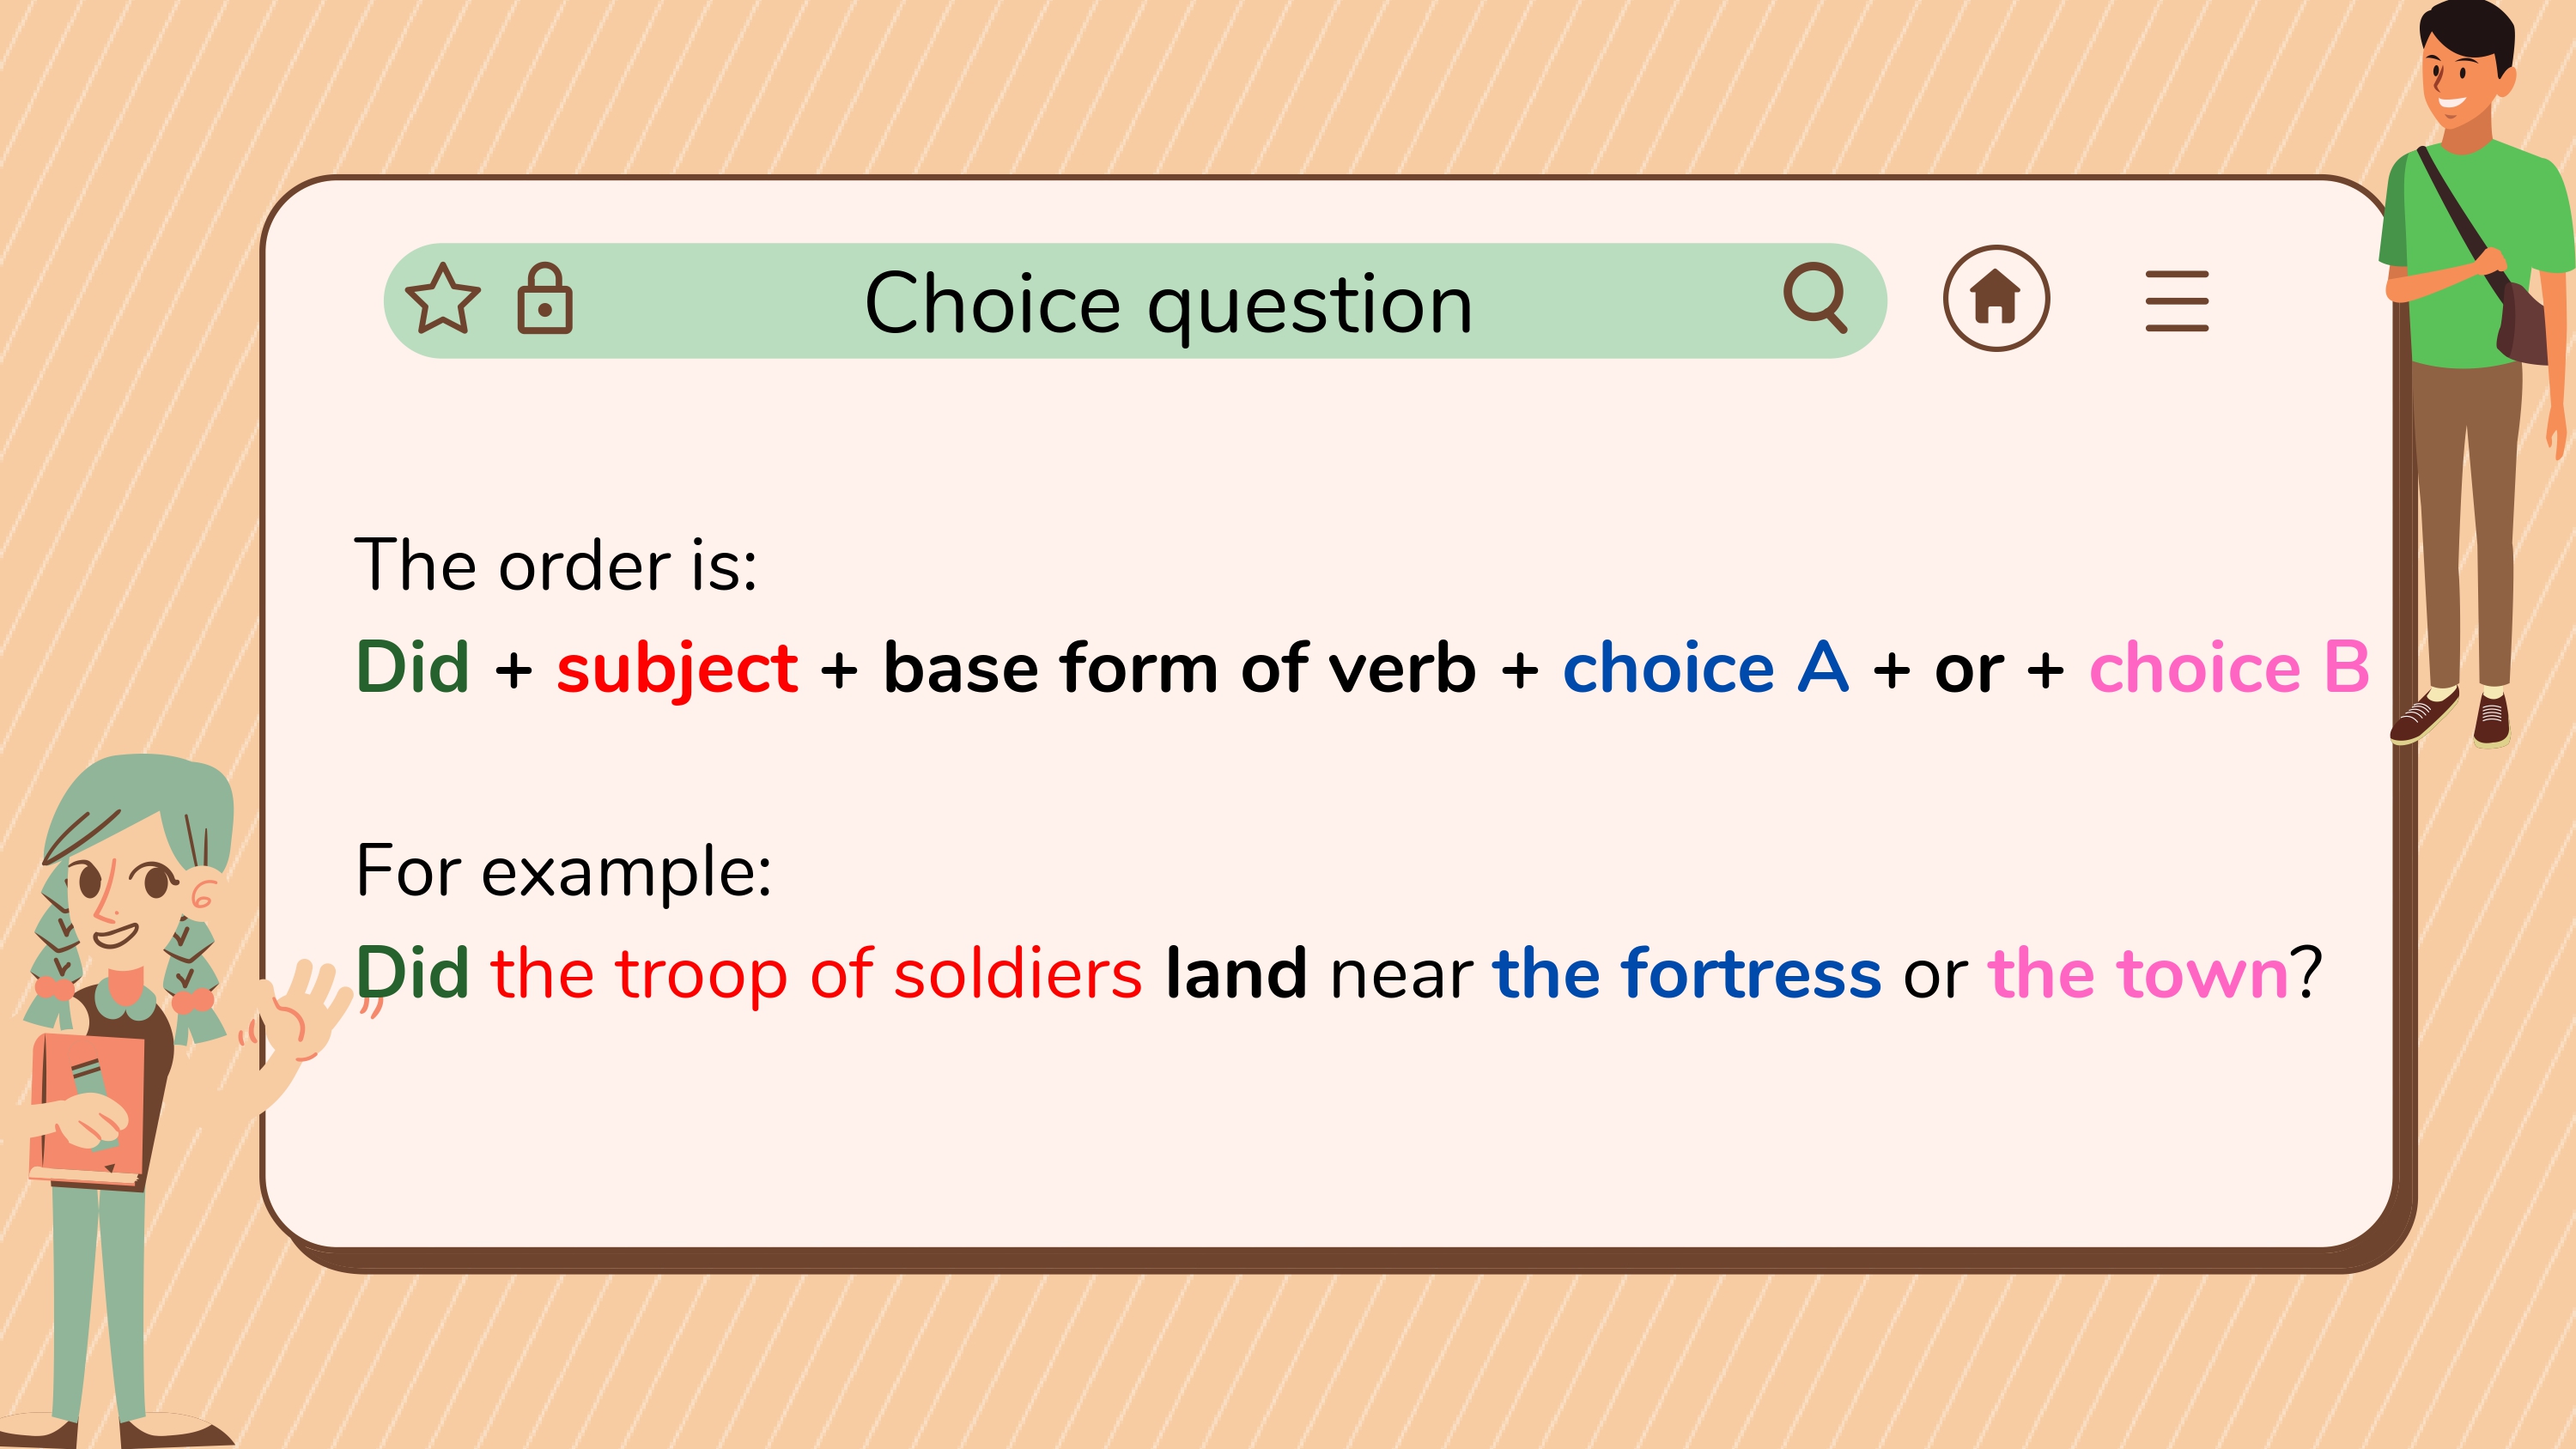 Choice question
The order is:
Did + subject + base form of verb + choice A + or + choice B
For example:
Did the troop of soldiers land near the fortress or the town?